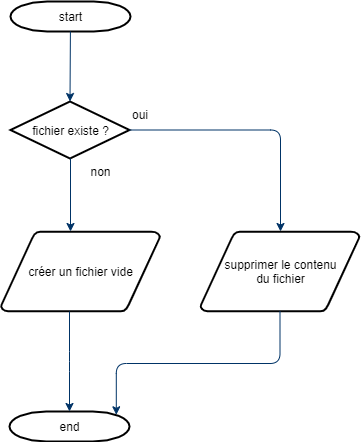 start
fichier existe ?
oui
non
créer un fichier vide
supprimer le contenu
du fichier
end